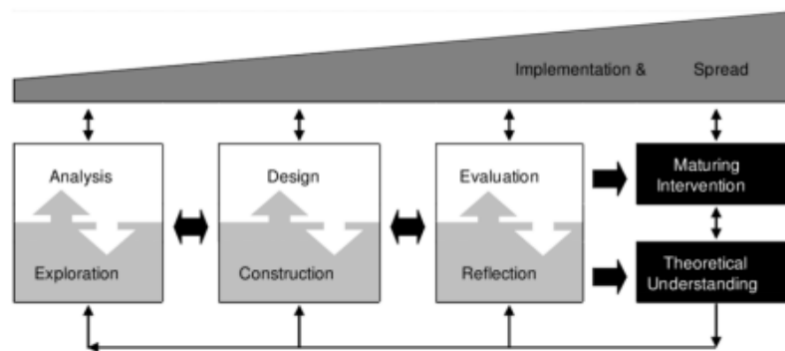 Implementation & Spread
Analysis
Exploration
Design
Construction
Evaluation
Reflection
Maturing
Intervention
Theoretical
Understanding